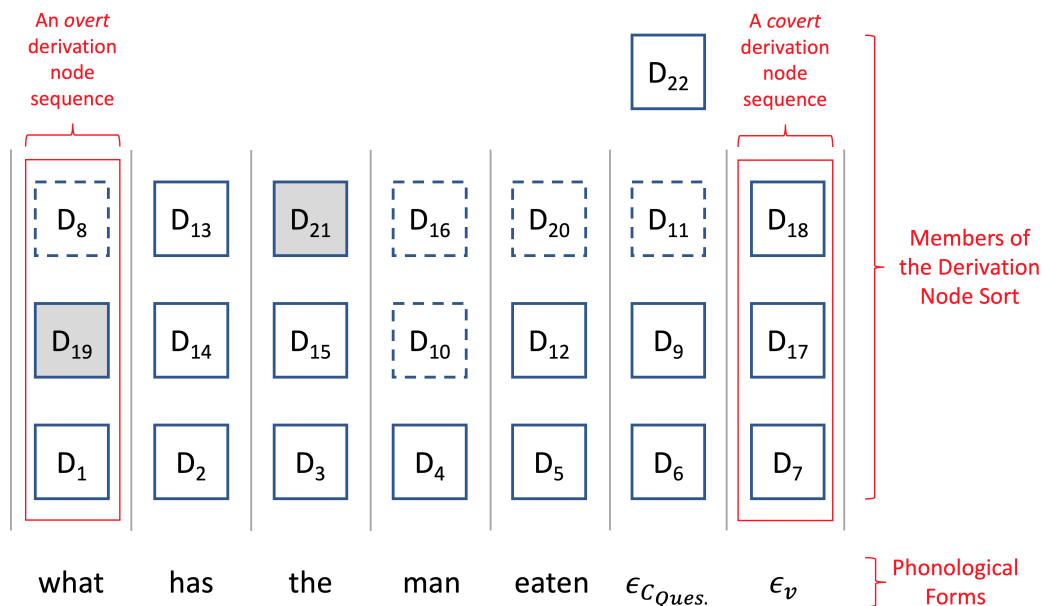 An overt
derivation
node
sequence
A covert
derivation
node
sequence
D22
D8 D13 D21 D16 D20 D11 D18
Members of
the Derivation
Node Sort
D19 D14 D15 D10 D12 D9 D17
D1 D2 D3 D4 D5 D6 D7
what has the man eaten ϵC_Ques. ϵv
Phonological
Forms